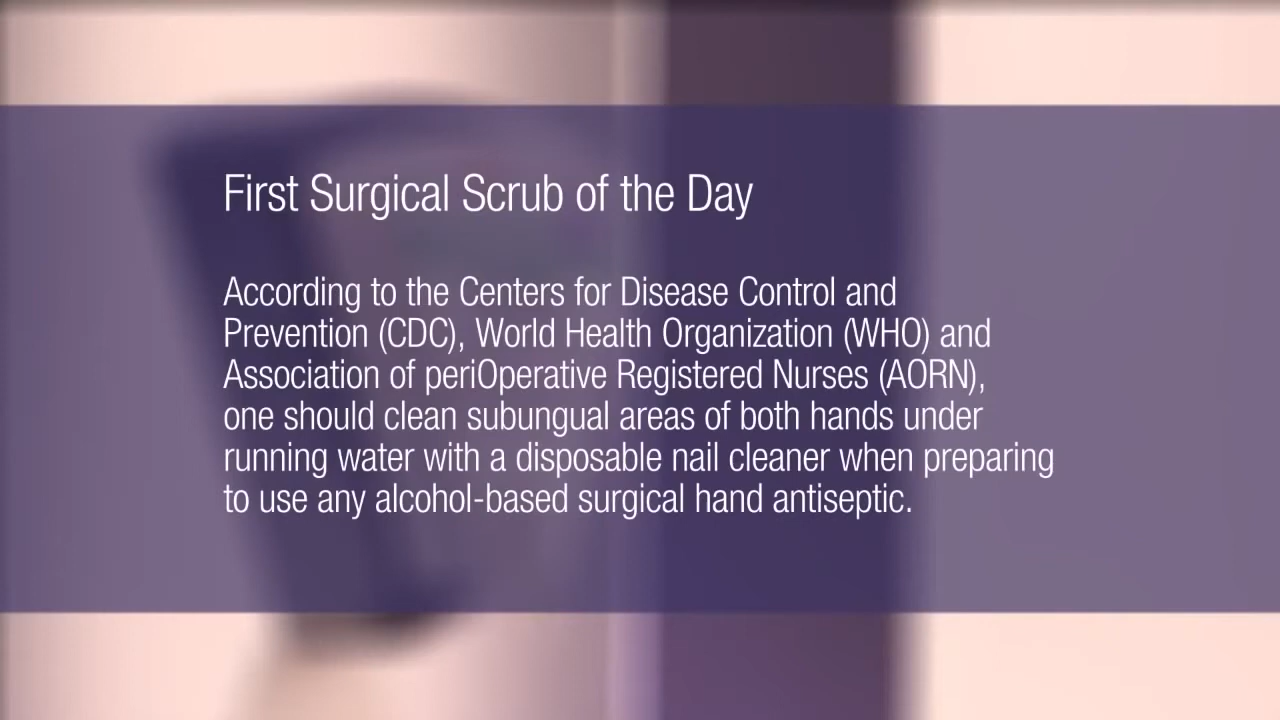 First Surgical Scrub of the Day
According to the Centers for Disease Control and
Prevention (CDC), World Health Organization (WHO) and
Association of periOperative Registered Nurses (AORN),
one should clean subungual areas of both hands under
running water with a disposable nail cleaner when preparing
to use any alcohol-based surgical hand antiseptic.